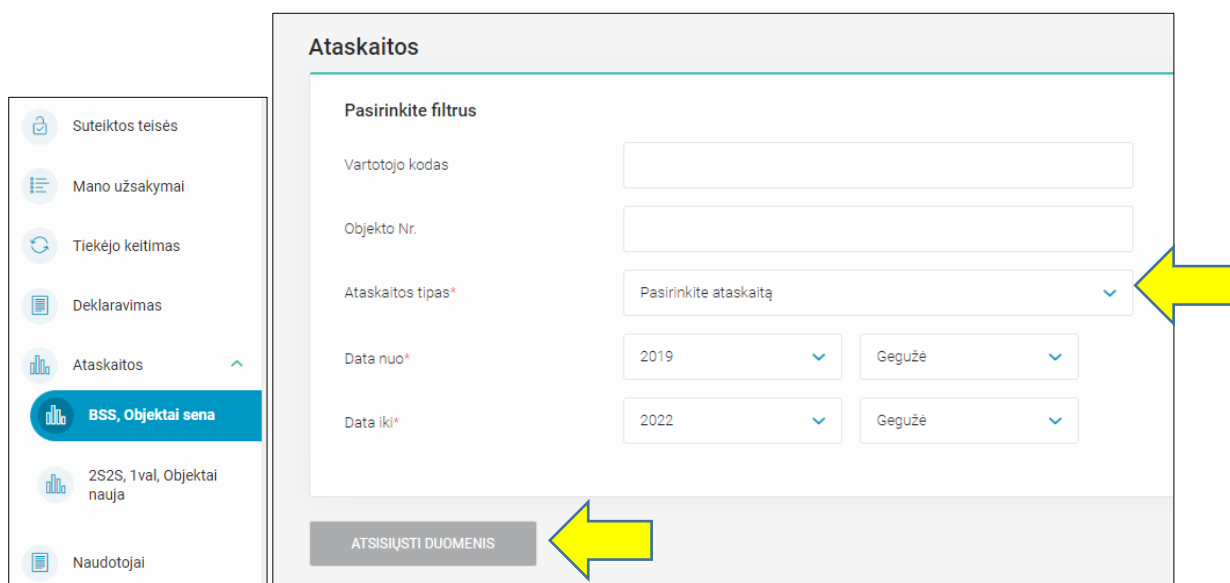 Suteiktos teisės
Mano užsakymai
Tiekėjo keitimas
Deklaravimas
Ataskaitos
BSS, Objektai sena
2S2S, 1val, Objektai
nauja
Naudotojai
Ataskaitos
Pasirinkite filtrus
Vartotojo kodas
Objekto Nr.
Ataskaitos tipas* Pasirinkite ataskaitą
Data nuo* 2019 Gegužė
Data iki* 2022 Gegužė
ATSISIŲSTI DUOMENIS